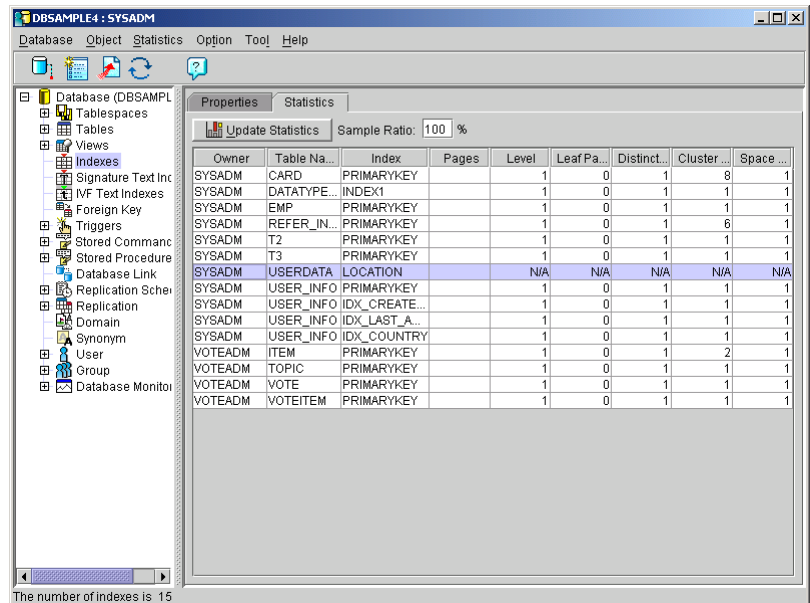 DBSAMPLE4 : SYSADM
Database Object Statistics Option Tool Help
Database (DBSAMPL
Tablespaces
Tables
Views
Indexes
Signature Text Inc
IVF Text Indexes
Foreign Key
Triggers
Stored Commanc
Stored Procedure
Database Link
Replication Schei
Replication
Domain
Synonym
User
Group
Database Monitor
Properties Statistics
Update Statistics Sample Ratio: 100 %
Owner Table Na... Index Pages Level Leaf Pa... Distinct... Cluster ... Space ...
SYSADM CARD PRIMARYKEY 1 0 1 8 1
SYSADM DATATYPE... INDEX1 1 0 1 1 1
SYSADM EMP PRIMARYKEY 1 0 1 1 1
SYSADM REFER_IN... PRIMARYKEY 1 0 1 6 1
SYSADM T2 PRIMARYKEY 1 0 1 1 1
SYSADM T3 PRIMARYKEY 1 0 1 1 1
SYSADM USERDATA LOCATION N/A N/A N/A N/A N/A
SYSADM USER_INFO PRIMARYKEY 1 0 1 1 1
SYSADM USER_INFO IDX_CREATE... 1 0 1 1 1
SYSADM USER_INFO IDX_LAST_A... 1 0 1 1 1
SYSADM USER_INFO IDX_COUNTRY 1 0 1 1 1
VOTEADM ITEM PRIMARYKEY 1 0 1 2 1
VOTEADM TOPIC PRIMARYKEY 1 0 1 1 1
VOTEADM VOTE PRIMARYKEY 1 0 1 1 1
VOTEADM VOTEITEM PRIMARYKEY 1 0 1 1 1
The number of indexes is 15